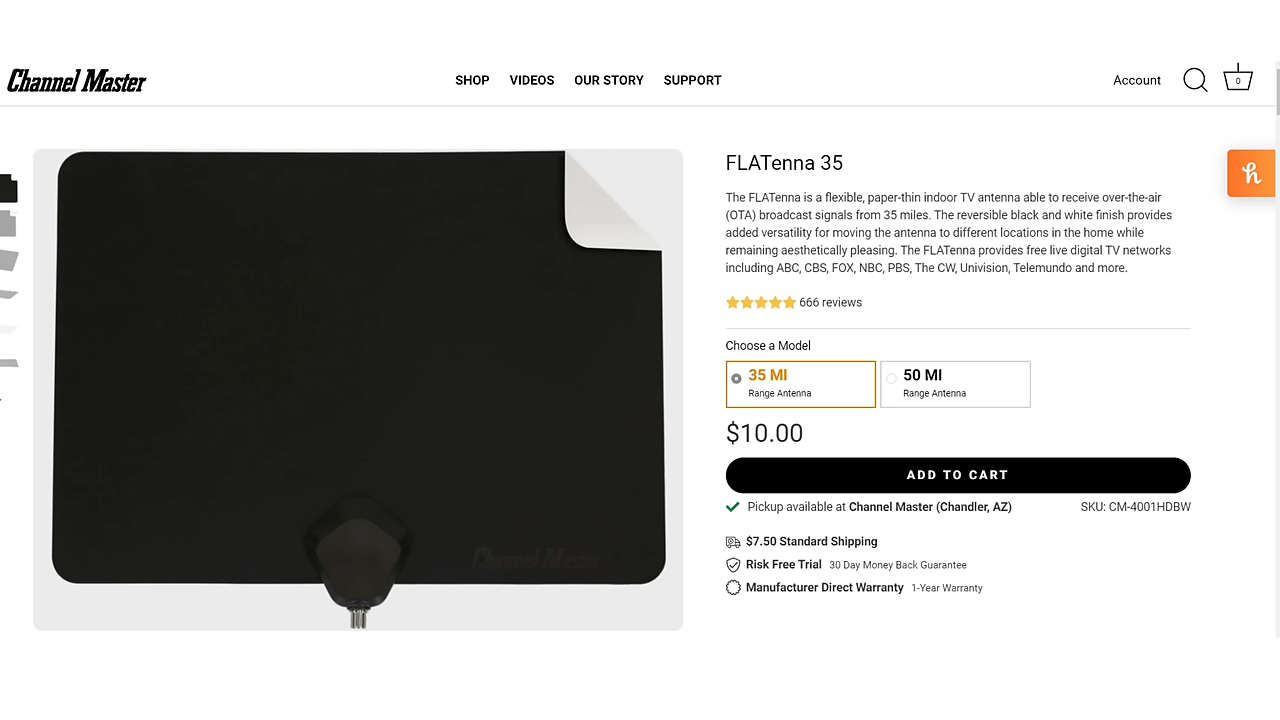 Channel Master
SHOP VIDEOS OUR STORY SUPPORT
Account
0
FLATenna 35
The FLATenna is a flexible, paper-thin indoor TV antenna able to receive over-the-air
(OTA) broadcast signals from 35 miles. The reversible black and white finish provides
added versatility for moving the antenna to different locations in the home while
remaining aesthetically pleasing. The FLATenna provides free live digital TV networks
including ABC, CBS, FOX, NBC, PBS, The CW, Univision, Telemundo and more.
666 reviews
Choose a Model
35 MI
Range Antenna
50 MI
Range Antenna
$10.00
ADD TO CART
Pickup available at Channel Master (Chandler, AZ)
SKU: CM-4001HDBW
$7.50 Standard Shipping
Risk Free Trial 30 Day Money Back Guarantee
Manufacturer Direct Warranty 1-Year Warranty
Channel Master
h